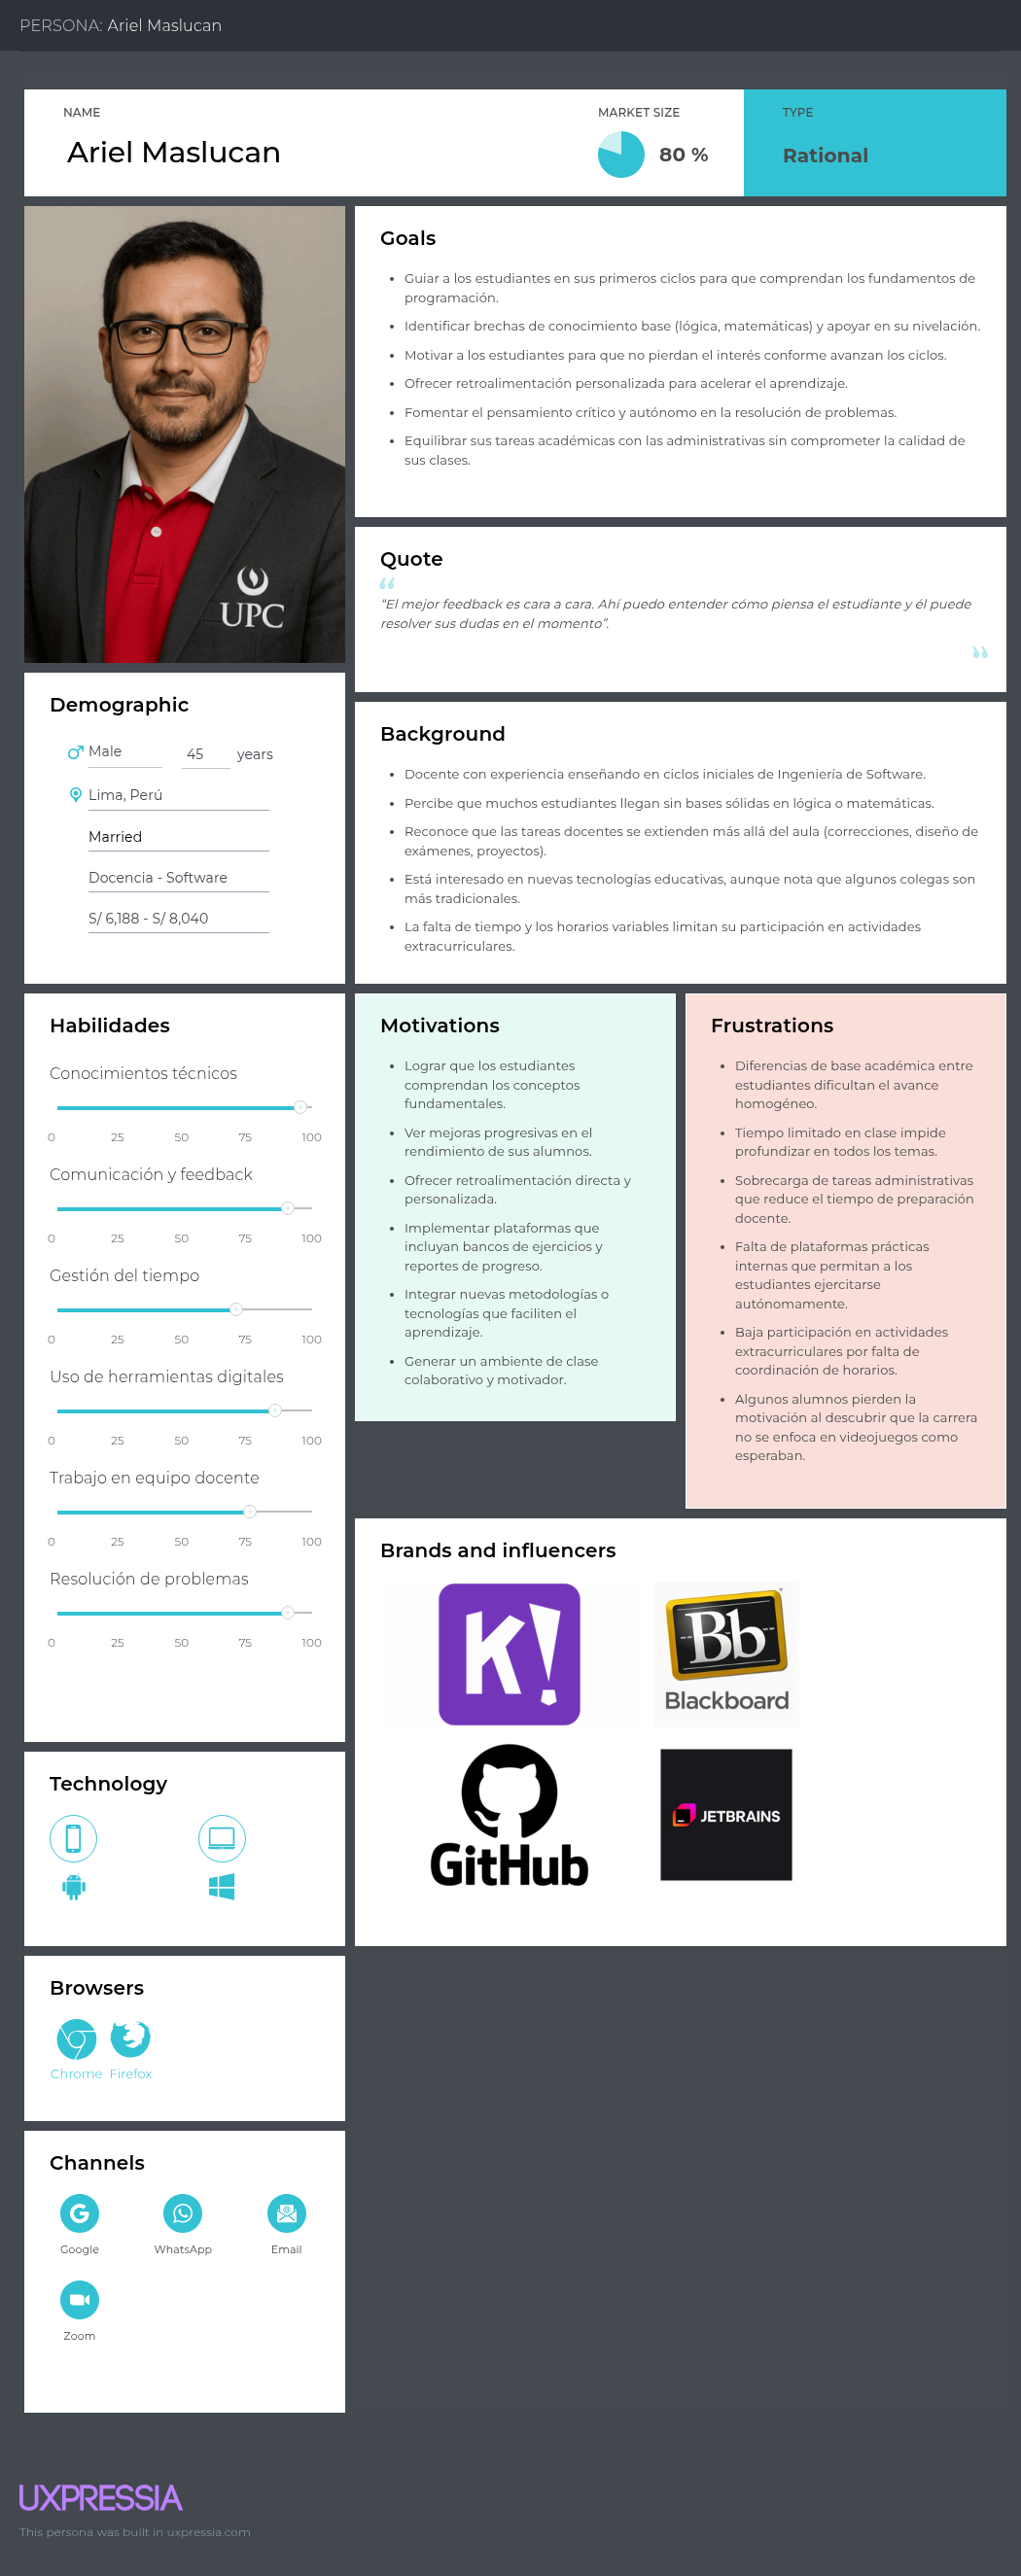 PERSONA: Ariel Maslucan
NAME
Ariel Maslucan
MARKET SIZE
80 %
TYPE
Rational
UPC
Goals
Guiar a los estudiantes en sus primeros ciclos para que comprendan los fundamentos de
programación.
Identificar brechas de conocimiento base (lógica, matemáticas) y apoyar en su nivelación.
Motivar a los estudiantes para que no pierdan el interés conforme avanzan los ciclos.
Ofrecer retroalimentación personalizada para acelerar el aprendizaje.
Fomentar el pensamiento crítico y autónomo en la resolución de problemas.
Equilibrar sus tareas académicas con las administrativas sin comprometer la calidad de
sus clases.
Quote
“El mejor feedback es cara a cara. Ahí puedo entender cómo piensa el estudiante y él puede
resolver sus dudas en el momento”.
Demographic
Male
45 years
Lima, Perú
Married
Docencia - Software
S/ 6,188 - S/ 8,040
Background
Docente con experiencia enseñando en ciclos iniciales de Ingeniería de Software.
Percibe que muchos estudiantes llegan sin bases sólidas en lógica o matemáticas.
Reconoce que las tareas docentes se extienden más allá del aula (correcciones, diseño de
exámenes, proyectos).
Está interesado en nuevas tecnologías educativas, aunque nota que algunos colegas son
más tradicionales.
La falta de tiempo y los horarios variables limitan su participación en actividades
extracurriculares.
Habilidades
Conocimientos técnicos
0 25 50 75 100
Comunicación y feedback
0 25 50 75 100
Gestión del tiempo
0 25 50 75 100
Uso de herramientas digitales
0 25 50 75 100
Trabajo en equipo docente
0 25 50 75 100
Resolución de problemas
0 25 50 75 100
Motivations
Lograr que los estudiantes
comprendan los conceptos
fundamentales.
Ver mejoras progresivas en el
rendimiento de sus alumnos.
Ofrecer retroalimentación directa y
personalizada.
Implementar plataformas que
incluyan bancos de ejercicios y
reportes de progreso.
Integrar nuevas metodologías o
tecnologías que faciliten el
aprendizaje.
Generar un ambiente de clase
colaborativo y motivador.
Frustrations
Diferencias de base académica entre
estudiantes dificultan el avance
homogéneo.
Tiempo limitado en clase impide
profundizar en todos los temas.
Sobrecarga de tareas administrativas
que reduce el tiempo de preparación
docente.
Falta de plataformas prácticas
internas que permitan a los
estudiantes ejercitarse
autónomamente.
Baja participación en actividades
extracurriculares por falta de
coordinación de horarios.
Algunos alumnos pierden la
motivación al descubrir que la carrera
no se enfoca en videojuegos como
esperaban.
Brands and influencers
K!
Bb
Blackboard
GitHub
JETBRAINS
Technology
Browsers
Chrome Firefox
Channels
Google WhatsApp Email
Zoom
UXPRESSIA
This persona was built in uxpressia.com